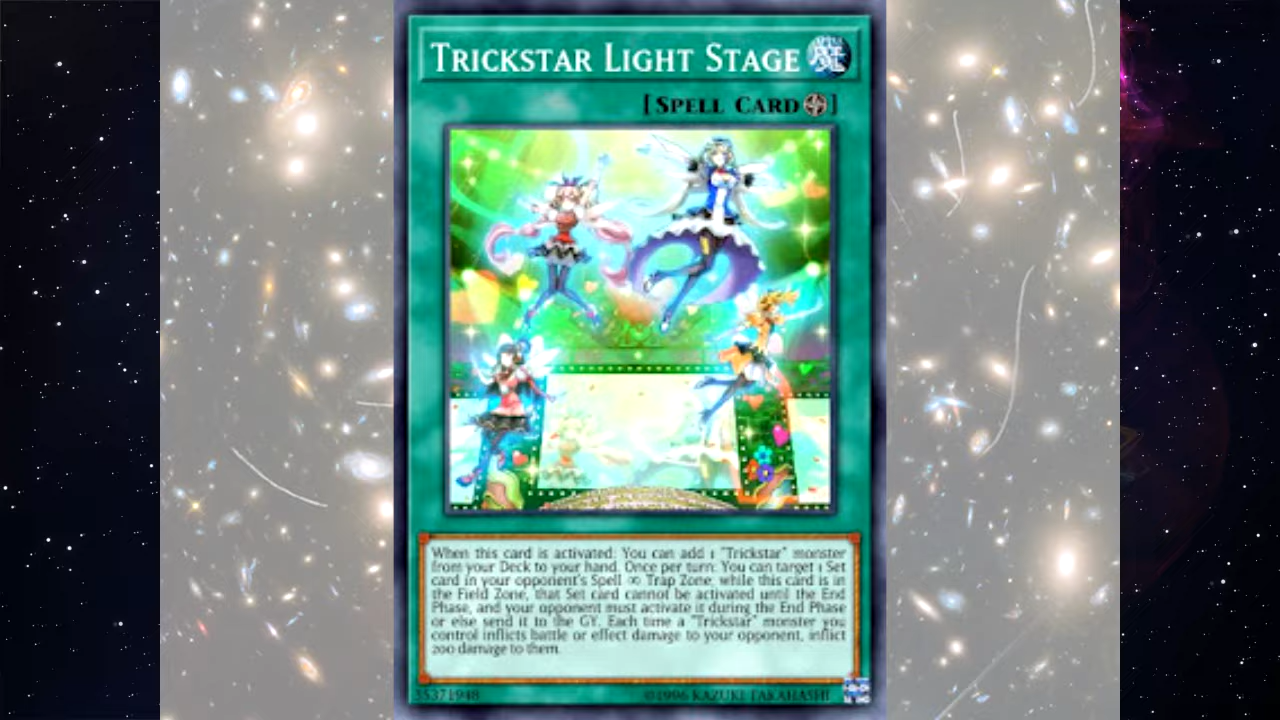 TRICKSTAR LIGHT STAGE
[SPELL CARD]
When this card is activated: You can add 1 "Trickstar" monster
from your Deck to your hand. Once per turn: You can target 1 Set
card in your opponent's Spell & Trap Zone; while this card is in
the Field Zone, that Set card cannot be activated until the End
Phase, and your opponent must activate it during the End Phase
or else send it to the GY. Each time a "Trickstar" monster you
control inflicts battle or effect damage to your opponent, inflict
200 damage to them.
35371948 ©1996 KAZUKI TAKAHASHI